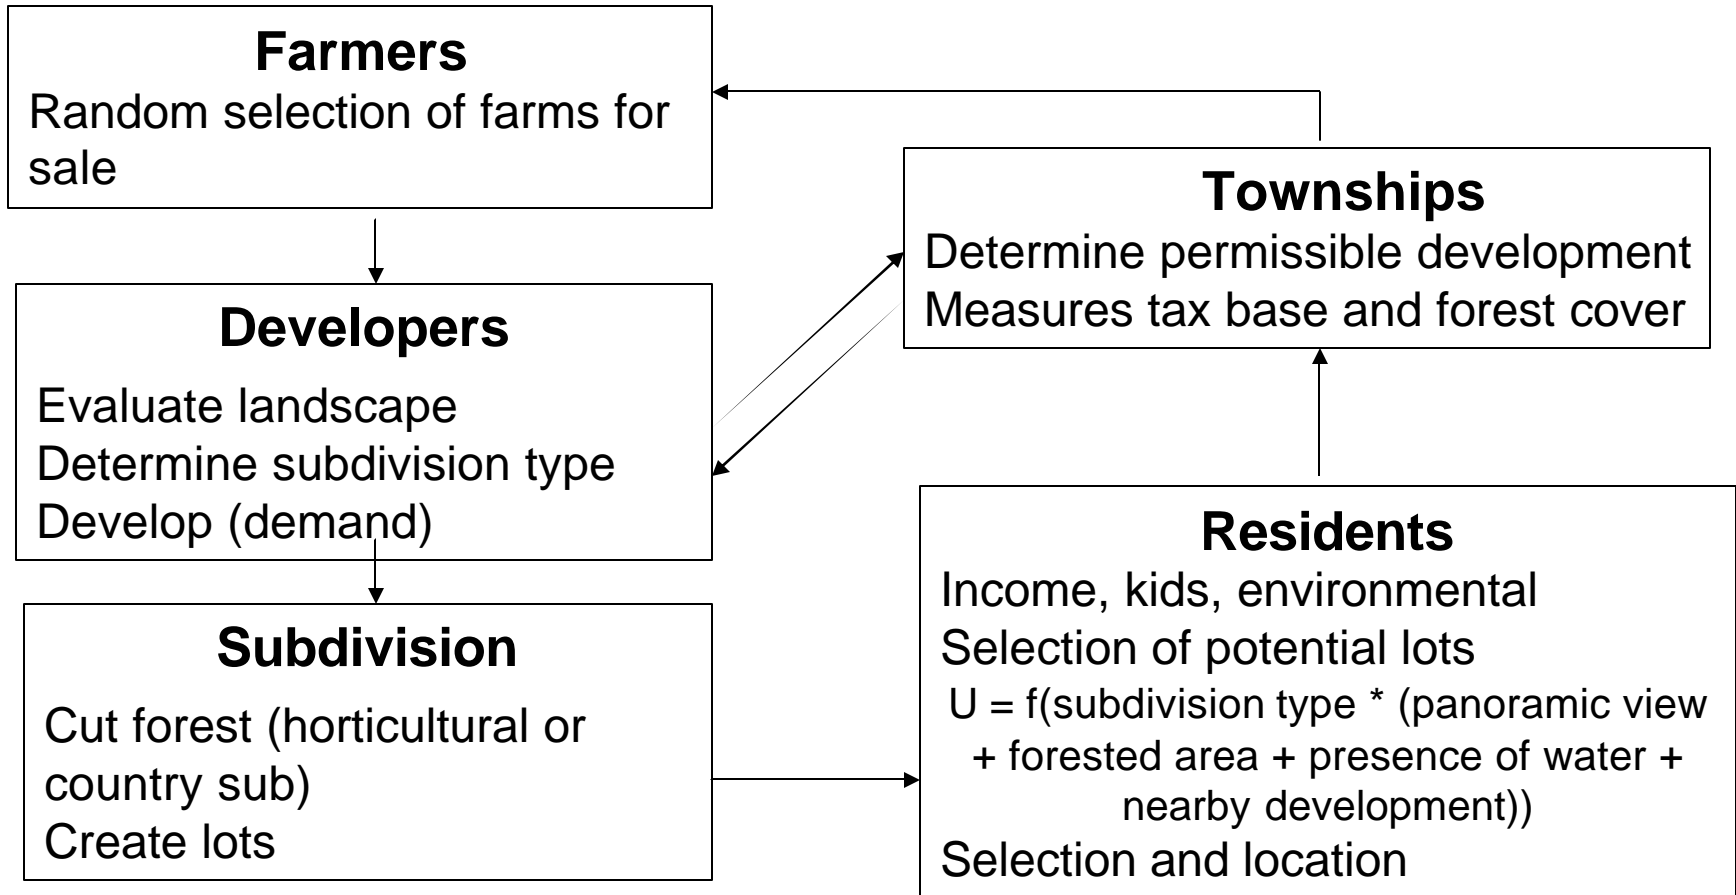 Farmers
Random selection of farms for
sale
Townships
Determine permissible development
Measures tax base and forest cover
Developers
Evaluate landscape
Determine subdivision type
Develop (demand)
Subdivision
Cut forest (horticultural or
country sub)
Create lots
Residents
Income, kids, environmental
Selection of potential lots
U = f(subdivision type * (panoramic view
+ forested area + presence of water +
nearby development))
Selection and location